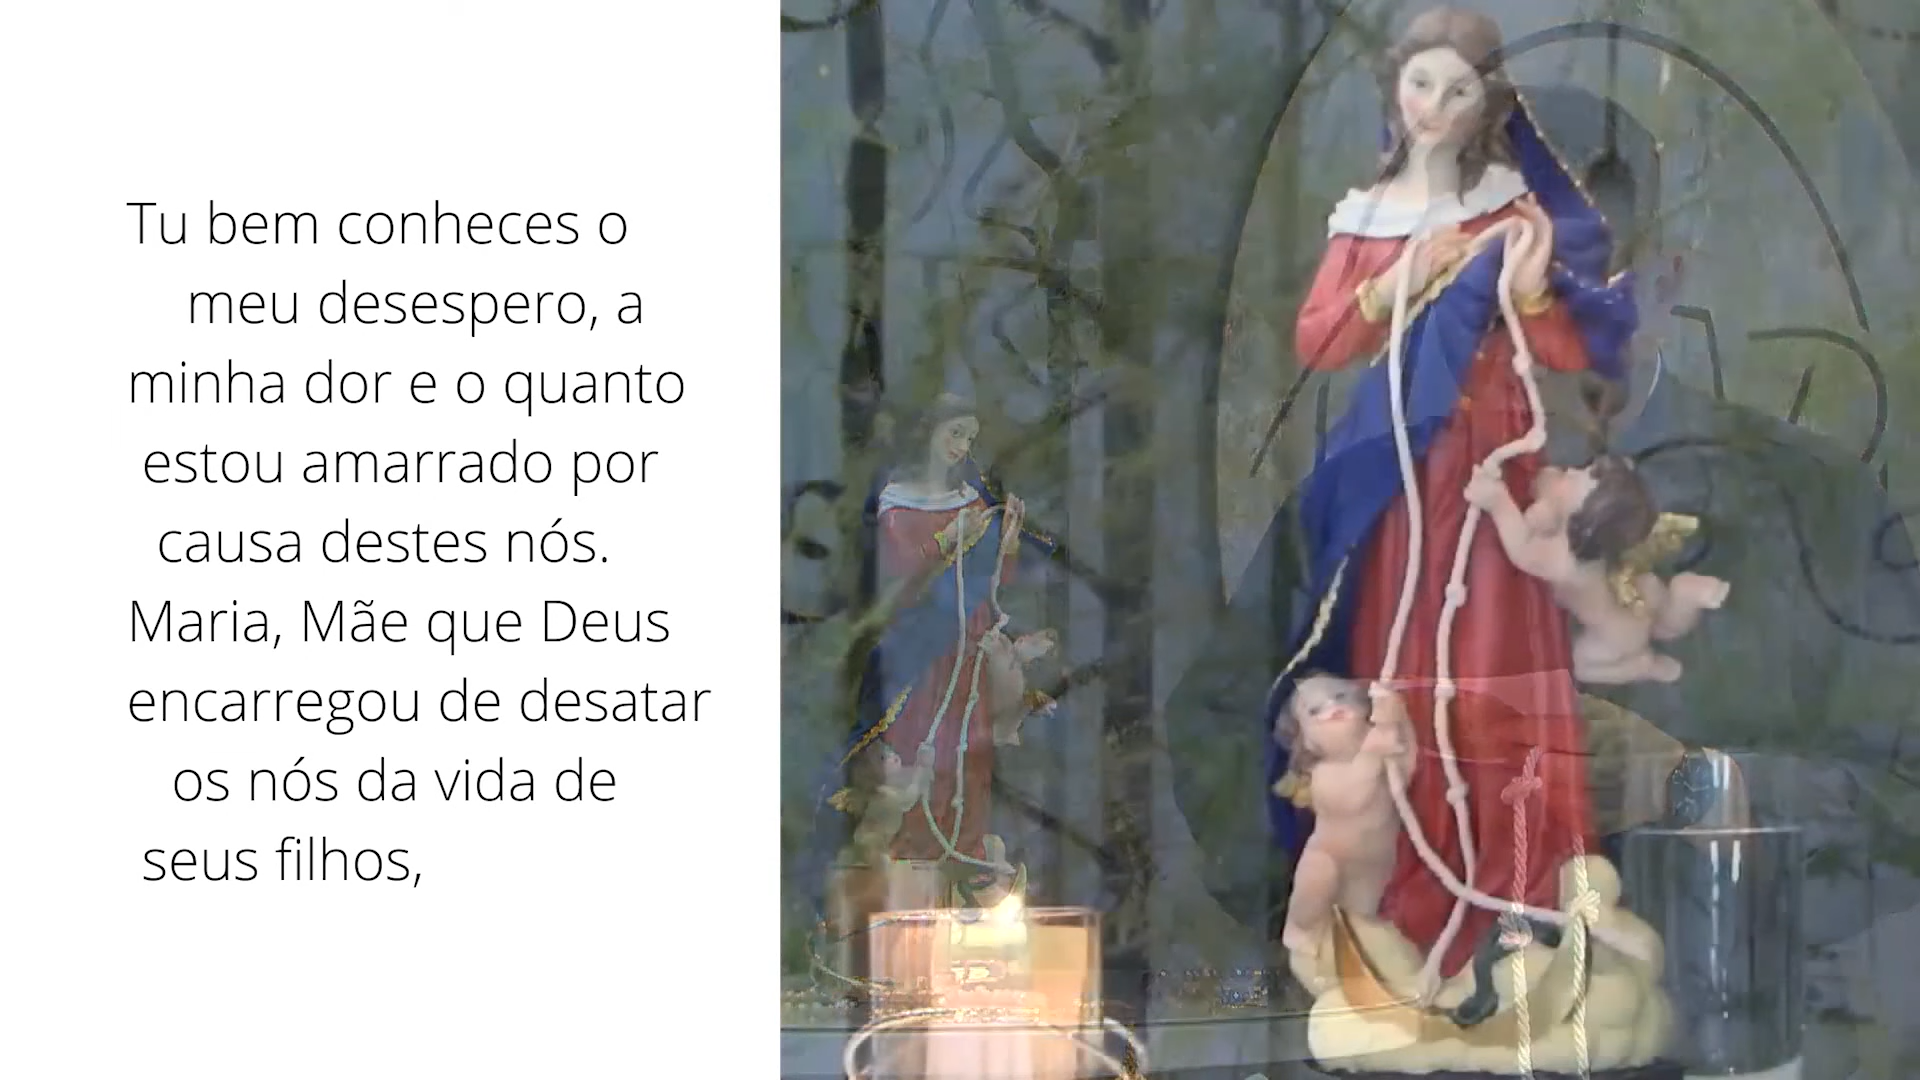 Tu bem conheces o
meu desespero, a
minha dor e o quanto
estou amarrado por
causa destes nós.
Maria, Mãe que Deus
encarregou de desatar
os nós da vida de
seus filhos,